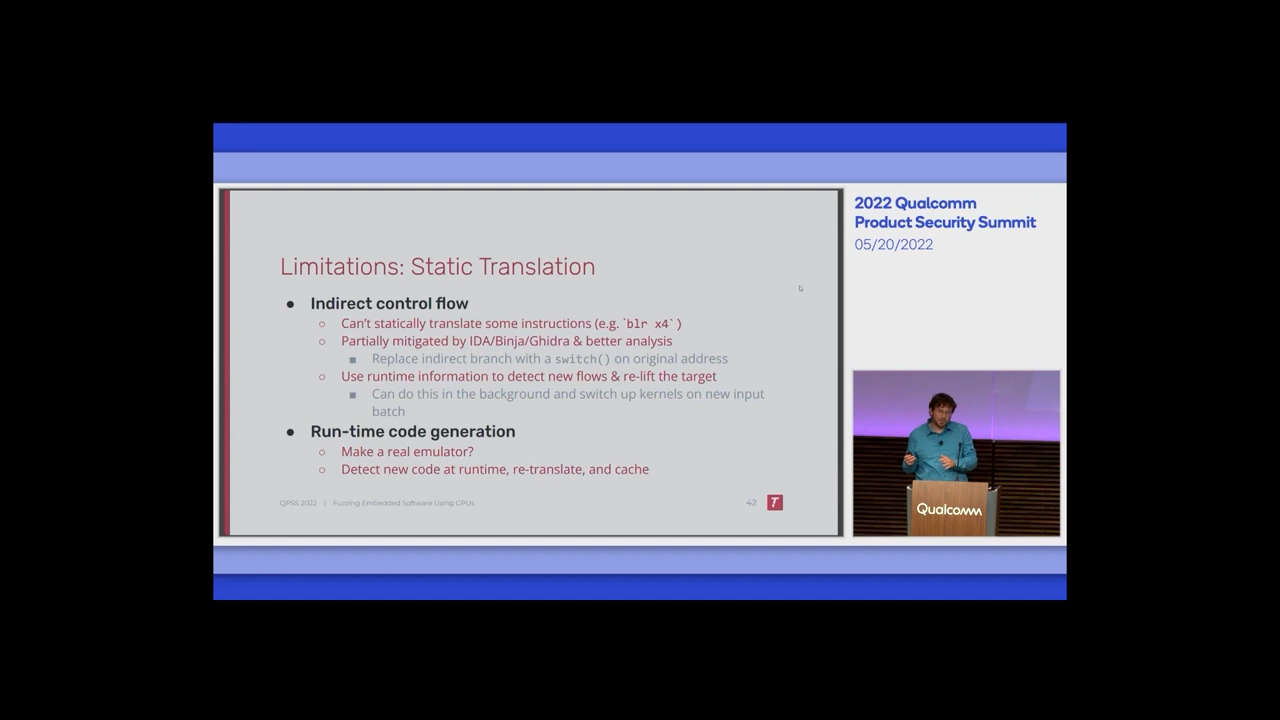 2022 Qualcomm
Product Security Summit
05/20/2022
Limitations: Static Translation
● Indirect control flow
○ Can't statically translate some instructions (e.g. `blr x4`)
○ Partially mitigated by IDA/Binja/Ghidra & better analysis
■ Replace indirect branch with a switch() on original address
○ Use runtime information to detect new flows & re-lift the target
■ Can do this in the background and switch up kernels on new input
batch
● Run-time code generation
○ Make a real emulator?
○ Detect new code at runtime, re-translate, and cache
QPSS 2022 | Fuzzing Embedded Software Using GPUs
42
T
Qualcomm